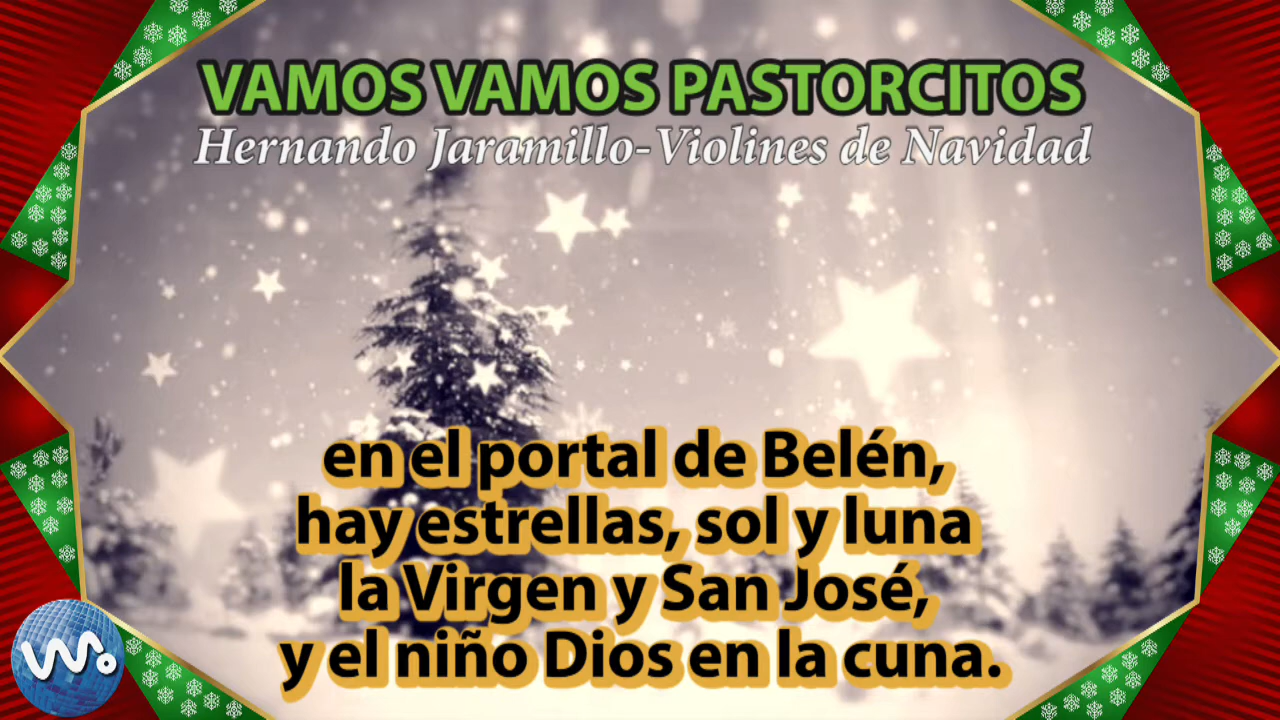 VAMOS VAMOS PASTORCITOS
Hernando Jaramillo-Violines de Navidad
en el portal de Belén,
hay estrellas, sol y luna
la Virgen y San José,
y el niño Dios en la cuna.